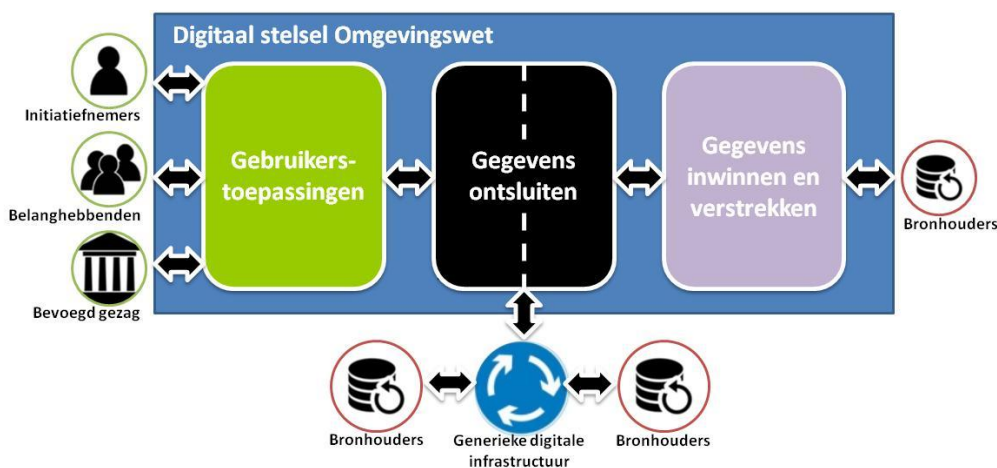 Digitaal stelsel Omgevingswet
Initiatiefnemers
Belanghebbenden
Bevoegd gezag
Gebruikers-
toepassingen
Gegevens
ontsluiten
Gegevens
inwinnen en
verstrekken
Bronhouders
Bronhouders
Generieke digitale
infrastructuur
Bronhouders